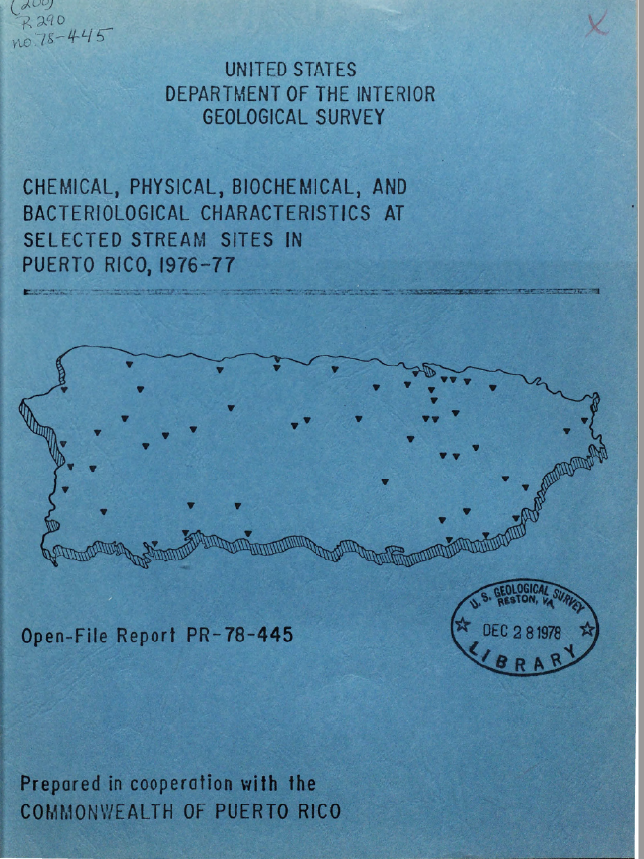 (200)
R290
no.78-445
X
UNITED STATES
DEPARTMENT OF THE INTERIOR
GEOLOGICAL SURVEY
CHEMICAL, PHYSICAL, BIOCHEMICAL, AND
BACTERIOLOGICAL CHARACTERISTICS AT
SELECTED STREAM SITES IN
PUERTO RICO, 1976-77
Open-File Report PR-78-445
U. S. GEOLOGICAL SURVEY
RESTON, VA.
DEC 28 1978
LIBRARY
Prepared in cooperation with the
COMMONWEALTH OF PUERTO RICO